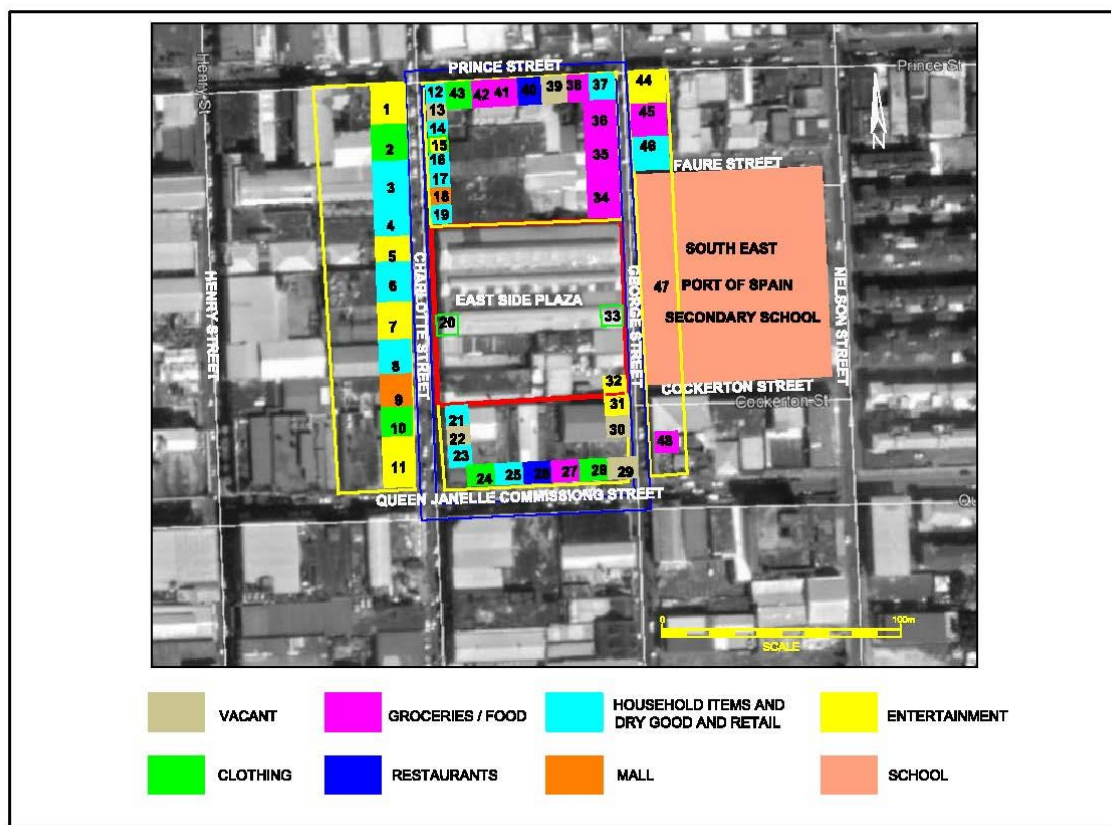 PRINCE STREET
Henry St
Prince St
1
2
3
4
5
6
7
8
9
10
11
12
13
14
15
16
17
18
19
20
21
22
23
24
25
26
27
28
29
30
31
32
33
34
35
36
37
38
39
40
41
42
43
44
45
46
47
48
N
FAURE STREET
SOUTH EAST
PORT OF SPAIN
SECONDARY SCHOOL
EAST SIDE PLAZA
HENRY STREET
CHARLOTTE STREET
GEORGE STREET
NELSON STREET
COCKERTON STREET
Cockerton St
QUEEN JANELLE COMMISSIONG STREET
0
100m
SCALE
VACANT
GROCERIES / FOOD
HOUSEHOLD ITEMS AND
DRY GOOD AND RETAIL
ENTERTAINMENT
CLOTHING
RESTAURANTS
MALL
SCHOOL